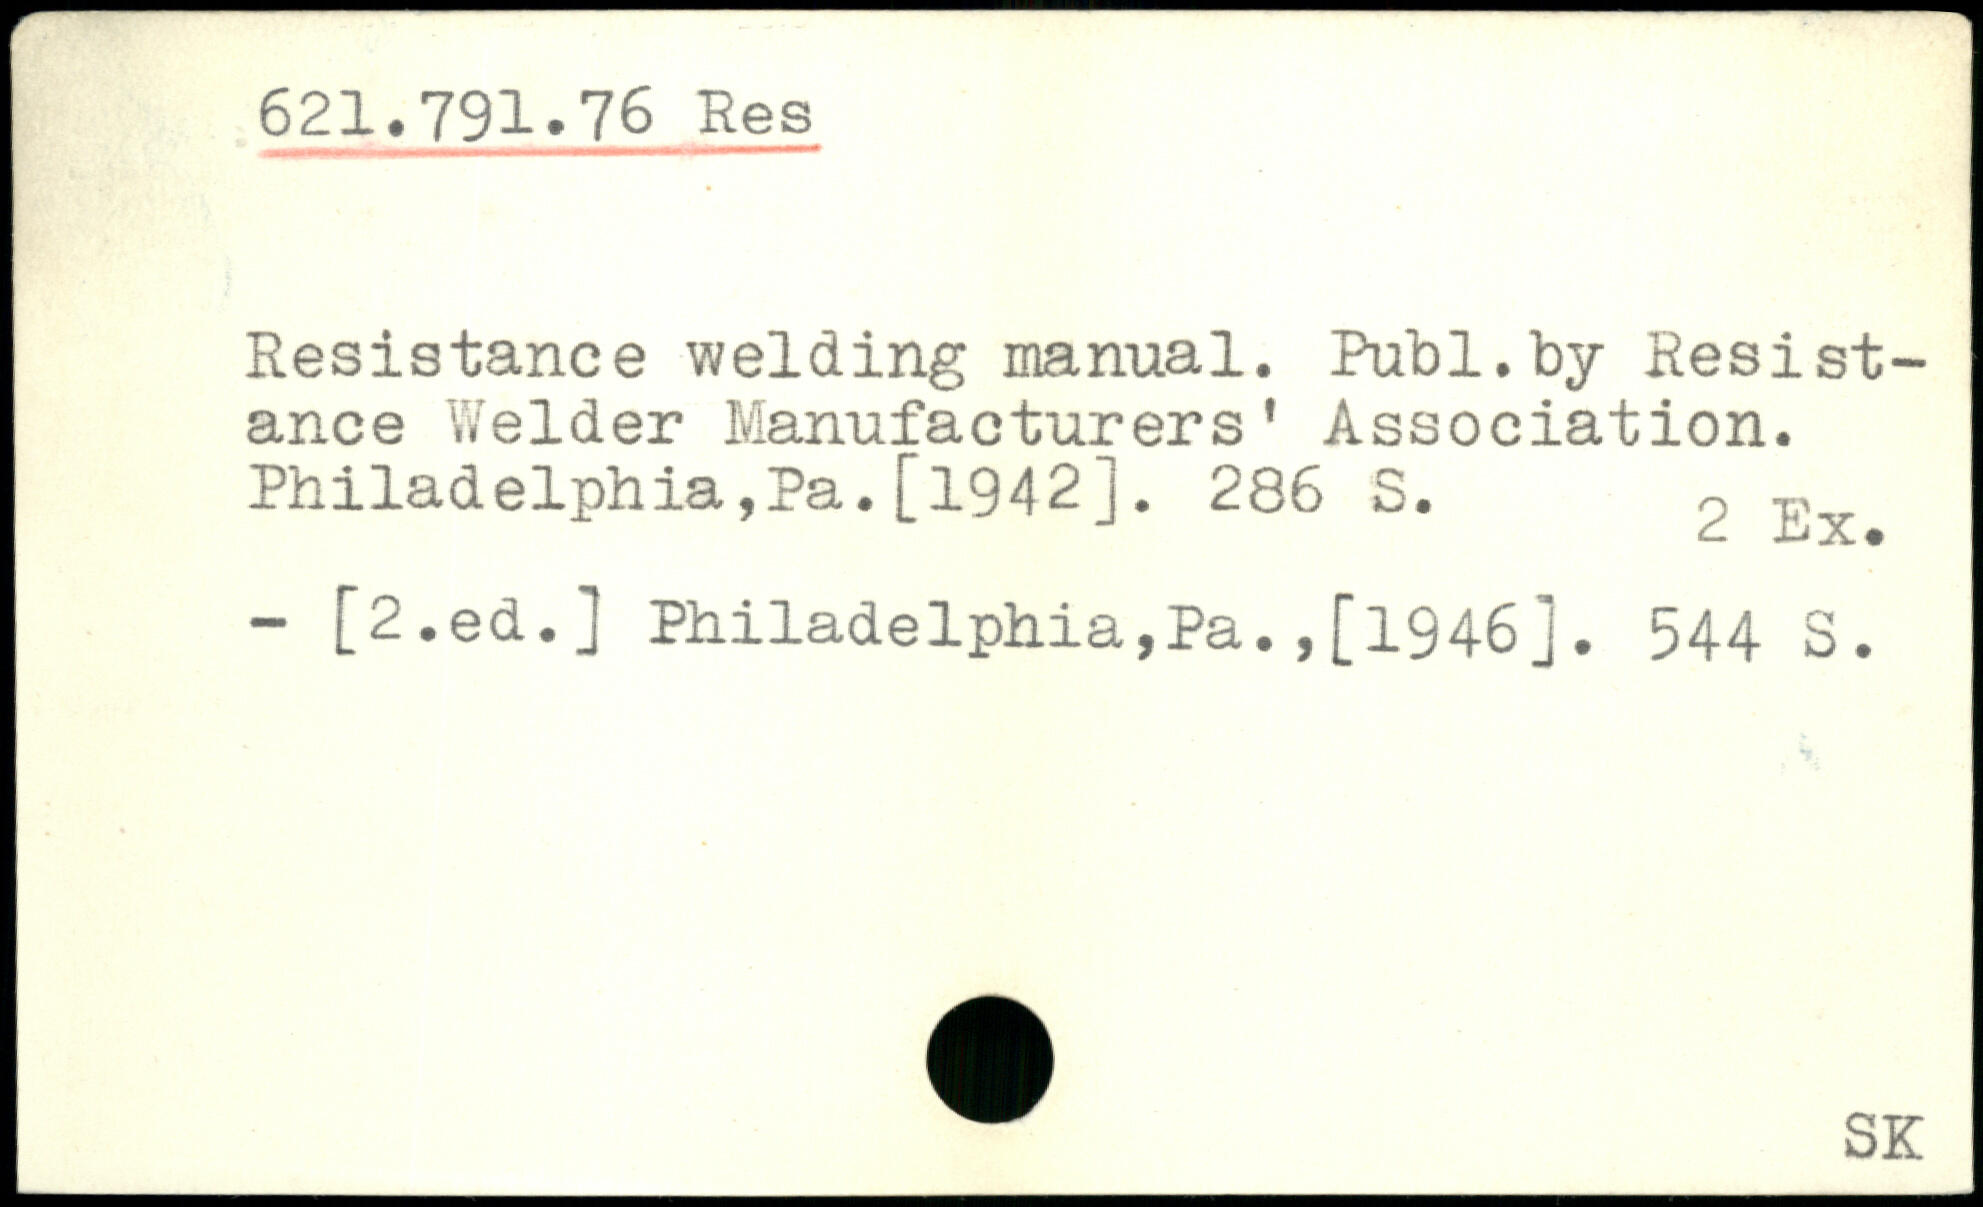 621.791.76 Res
Resistance welding manual. Publ.by Resist-
ance Welder Manufacturers' Association.
Philadelphia,Pa.[1942]. 286 S.
2 Ex.
- [2.ed.] Philadelphia,Pa.,[1946]. 544 S.
SK